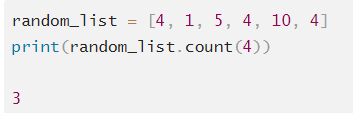 random_list = [4, 1, 5, 4, 10, 4]
print(random_list.count(4))
3